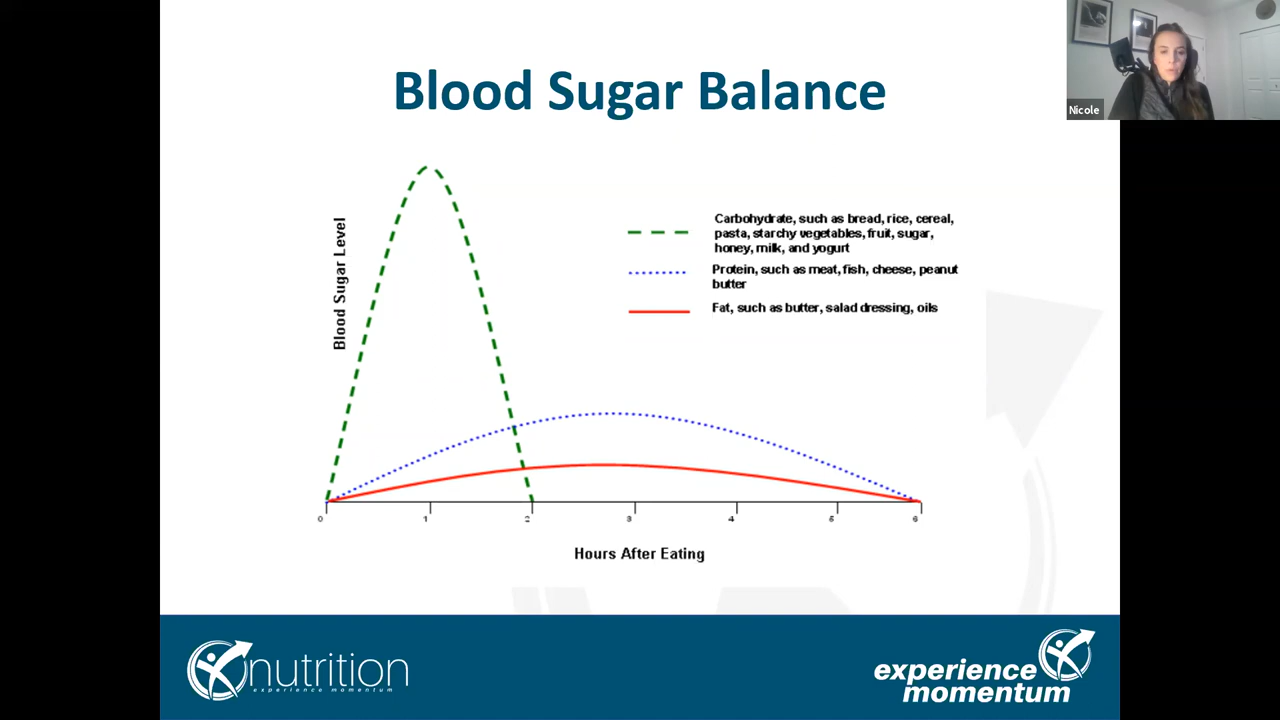 Blood Sugar Balance
Nicole
Blood Sugar Level
Carbohydrate, such as bread, rice, cereal,
pasta, starchy vegetables, fruit, sugar,
honey, milk, and yogurt
Protein, such as meat, fish, cheese, peanut
butter
Fat, such as butter, salad dressing, oils
0 1 2 3 4 5 6
Hours After Eating
nutrition
experience momentum
experience
momentum